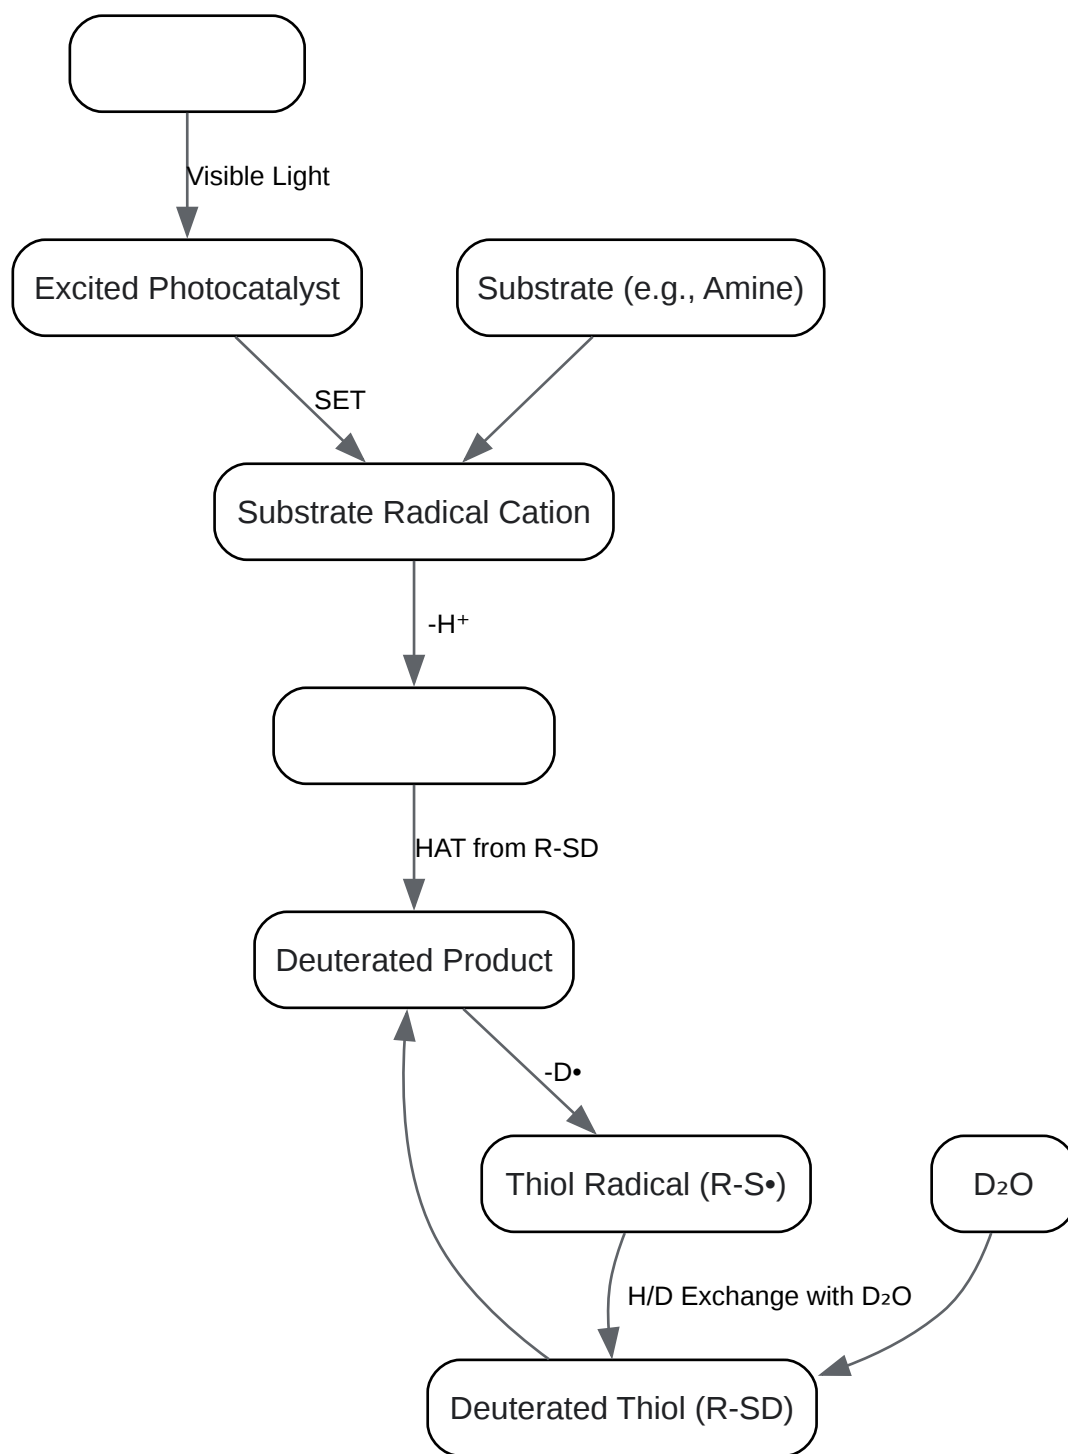 Visible Light
Excited Photocatalyst
Substrate (e.g., Amine)
SET
Substrate Radical Cation
-H⁺
HAT from R-SD
Deuterated Product
-D•
Thiol Radical (R-S•)
D₂O
H/D Exchange with D₂O
Deuterated Thiol (R-SD)